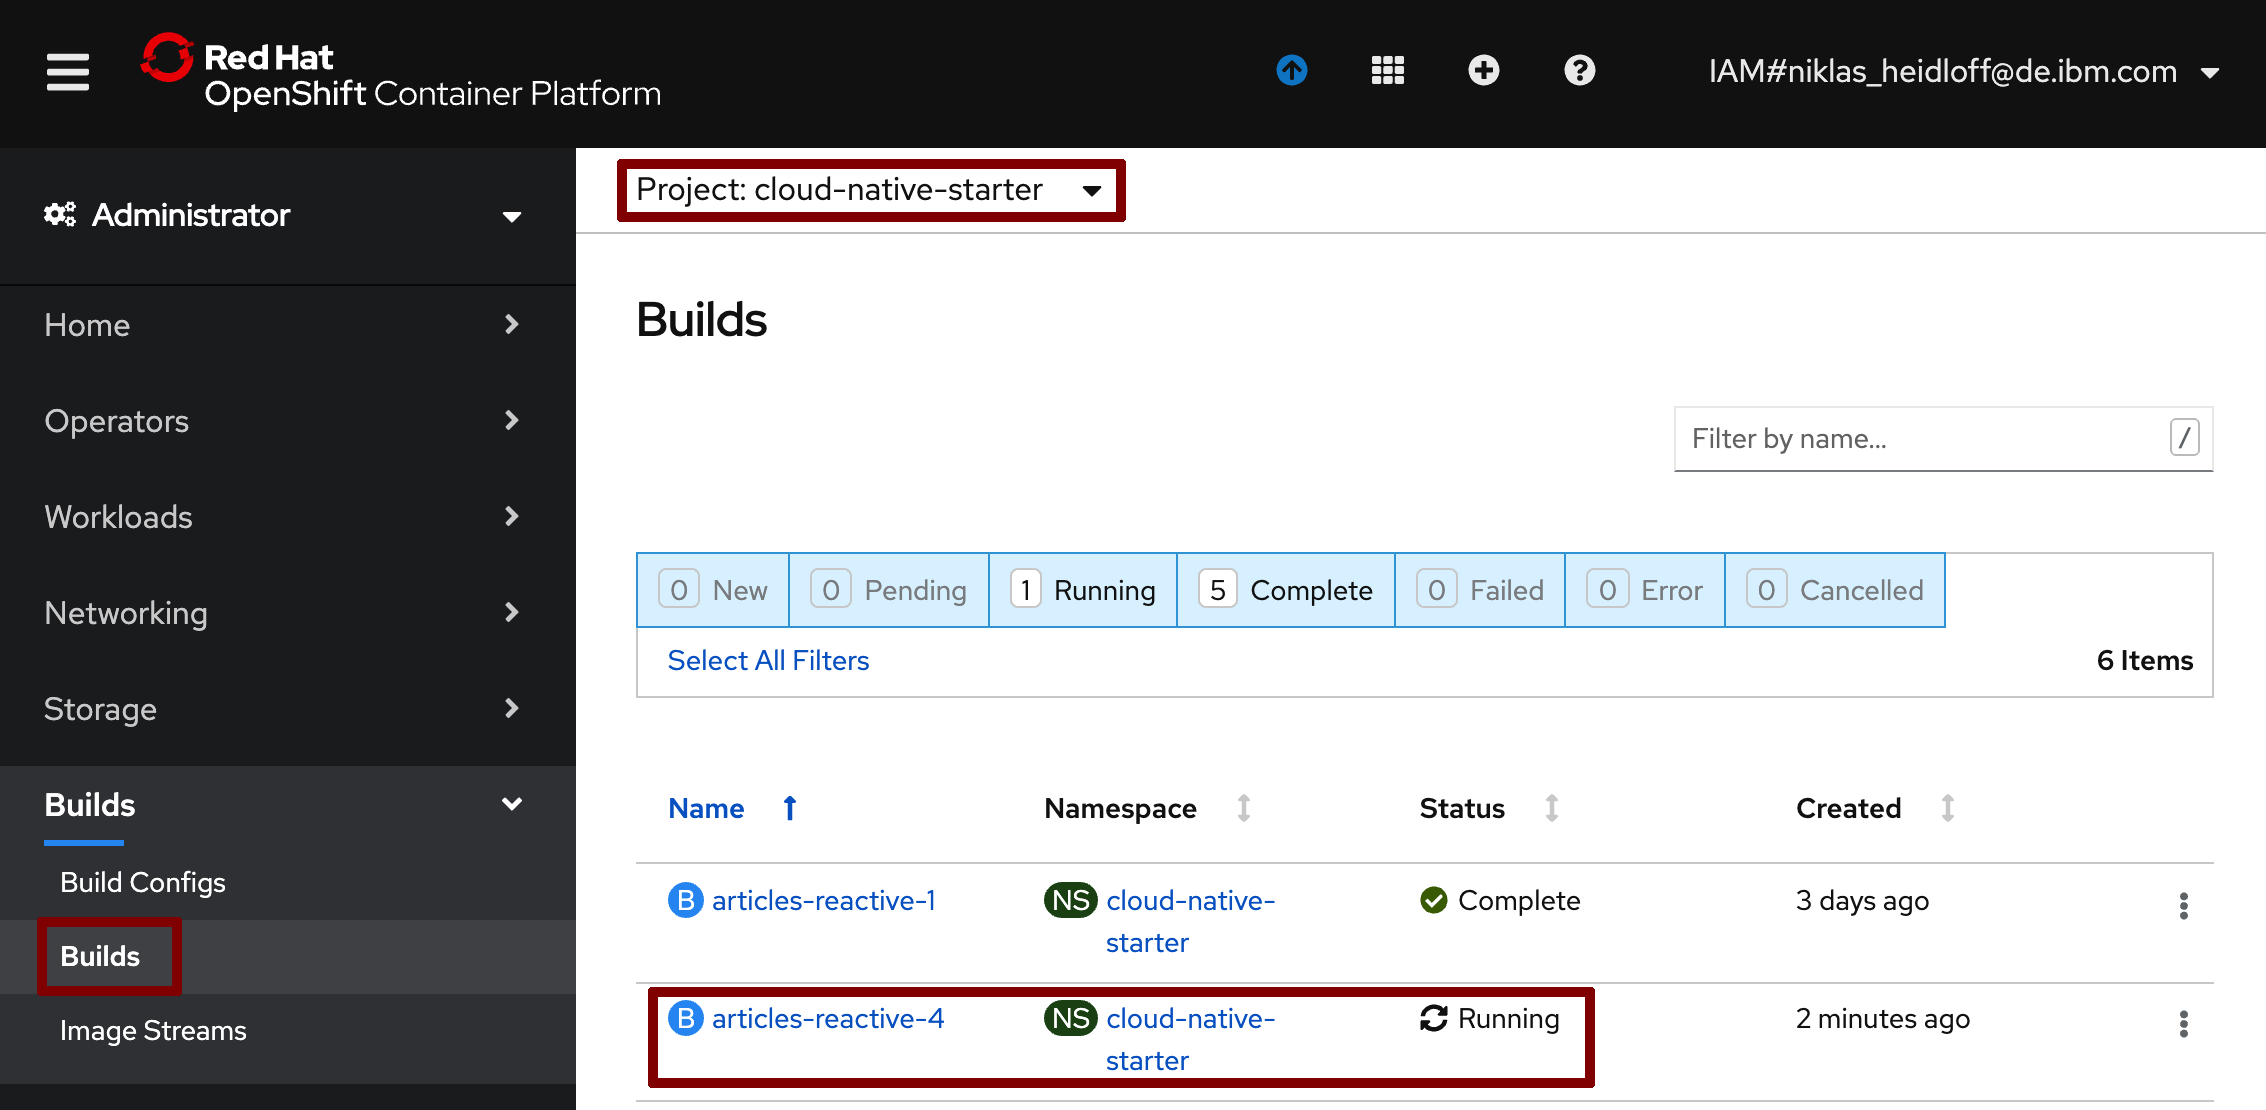 Red Hat
OpenShift Container Platform
IAM#niklas_heidloff@de.ibm.com
Administrator
Home
Operators
Workloads
Networking
Storage
Builds
Build Configs
Builds
Image Streams
Project: cloud-native-starter
Builds
Filter by name... /
0 New 0 Pending 1 Running 5 Complete 0 Failed 0 Error 0 Cancelled
Select All Filters 6 Items
Name Namespace Status Created
B articles-reactive-1 NS cloud-native- Complete 3 days ago
starter
B articles-reactive-4 NS cloud-native- Running 2 minutes ago
starter